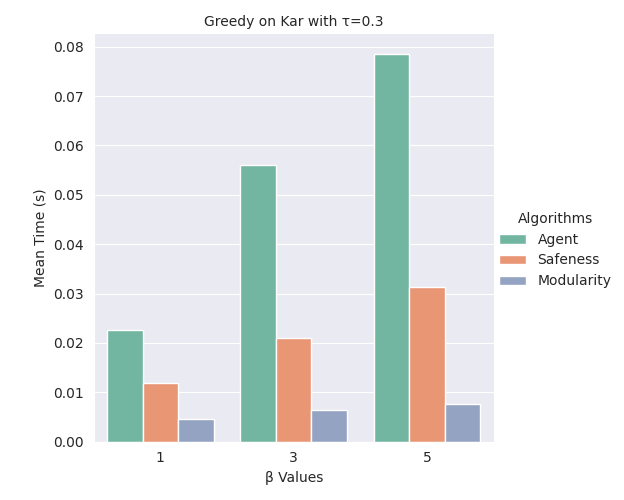 Greedy on Kar with τ=0.3
0.08
0.07
0.06
0.05
0.04
0.03
0.02
0.01
0.00
Mean Time (s)
1 3 5
β Values
Algorithms
Agent
Safeness
Modularity